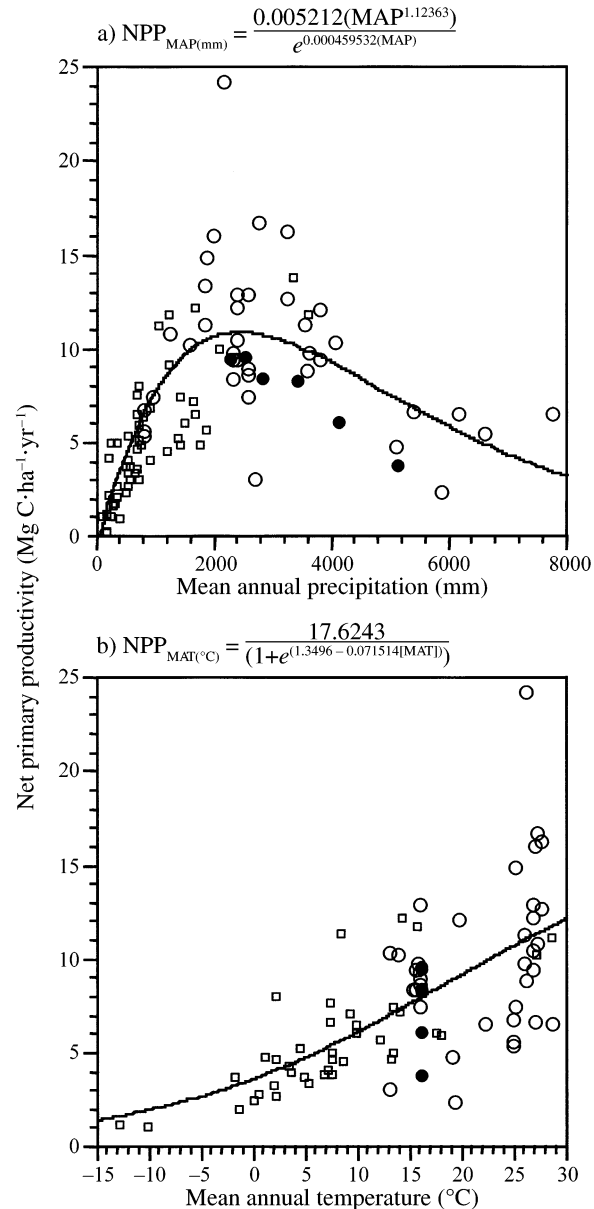 a) NPP_MAP(mm) = 0.005212(MAP^1.12363) / e^0.000459532(MAP)
25
20
15
10
5
0
0 2000 4000 6000 8000
Mean annual precipitation (mm)
Net primary productivity (Mg C·ha⁻¹·yr⁻¹)
b) NPP_MAT(°C) = 17.6243 / (1+e^(1.3496 – 0.071514[MAT]))
25
20
15
10
5
0
−15 −10 −5 0 5 10 15 20 25 30
Mean annual temperature (°C)